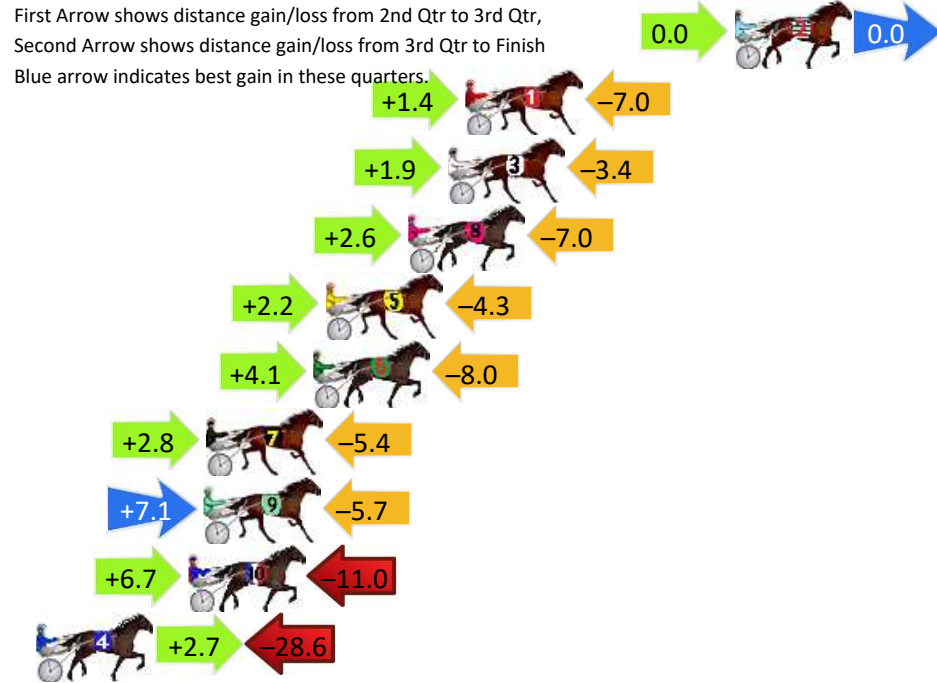 First Arrow shows distance gain/loss from 2nd Qtr to 3rd Qtr,
Second Arrow shows distance gain/loss from 3rd Qtr to Finish
Blue arrow indicates best gain in these quarters.
0.0 2 0.0
+1.4 1 –7.0
+1.9 3 –3.4
+2.6 8 –7.0
+2.2 5 –4.3
+4.1 6 –8.0
+2.8 7 –5.4
+7.1 9 –5.7
+6.7 10 –11.0
4 +2.7 –28.6